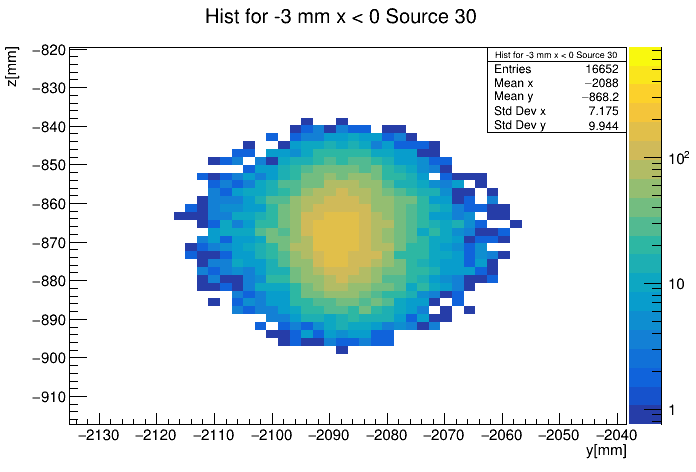 Hist for -3 mm x < 0 Source 30
z[mm]
−820
−830
−840
−850
−860
−870
−880
−890
−900
−910
Hist for -3 mm x < 0 Source 30
Entries 16652
Mean x −2088
Mean y −868.2
Std Dev x 7.175
Std Dev y 9.944
10²
10
1
−2130 −2120 −2110 −2100 −2090 −2080 −2070 −2060 −2050 −2040
y[mm]